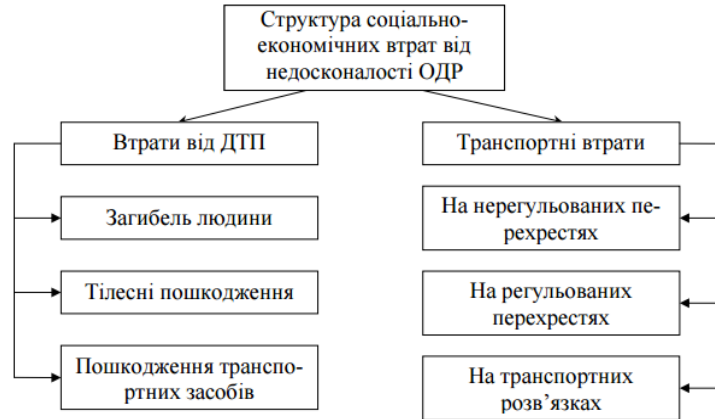 Структура соціально-
економічних втрат від
недосконалості ОДР
Втрати від ДТП
Транспортні втрати
Загибель людини
На нерегульованих пе-
рехрестях
Тілесні пошкодження
На регульованих
перехрестях
Пошкодження транспо-
ртних засобів
На транспортних
розв’язках